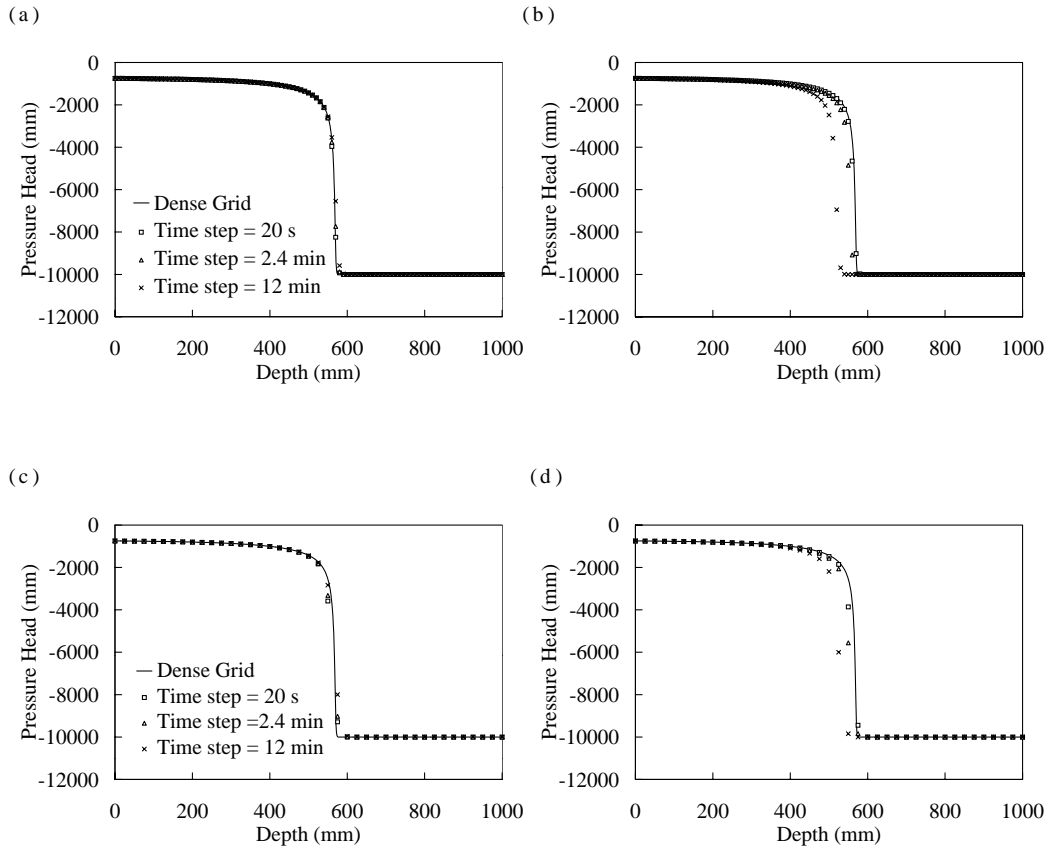 (a)
0
-2000
-4000
-6000
-8000
-10000
-12000
Pressure Head (mm)
Dense Grid
Time step = 20 s
Time step = 2.4 min
Time step = 12 min
0 200 400 600 800 1000
Depth (mm)
(b)
0
-2000
-4000
-6000
-8000
-10000
-12000
Pressure Head (mm)
0 200 400 600 800 1000
Depth (mm)
(c)
0
-2000
-4000
-6000
-8000
-10000
-12000
Pressure Head (mm)
Dense Grid
Time step = 20 s
Time step =2.4 min
Time step = 12 min
0 200 400 600 800 1000
Depth (mm)
(d)
0
-2000
-4000
-6000
-8000
-10000
-12000
Pressure Head (mm)
0 200 400 600 800 1000
Depth (mm)